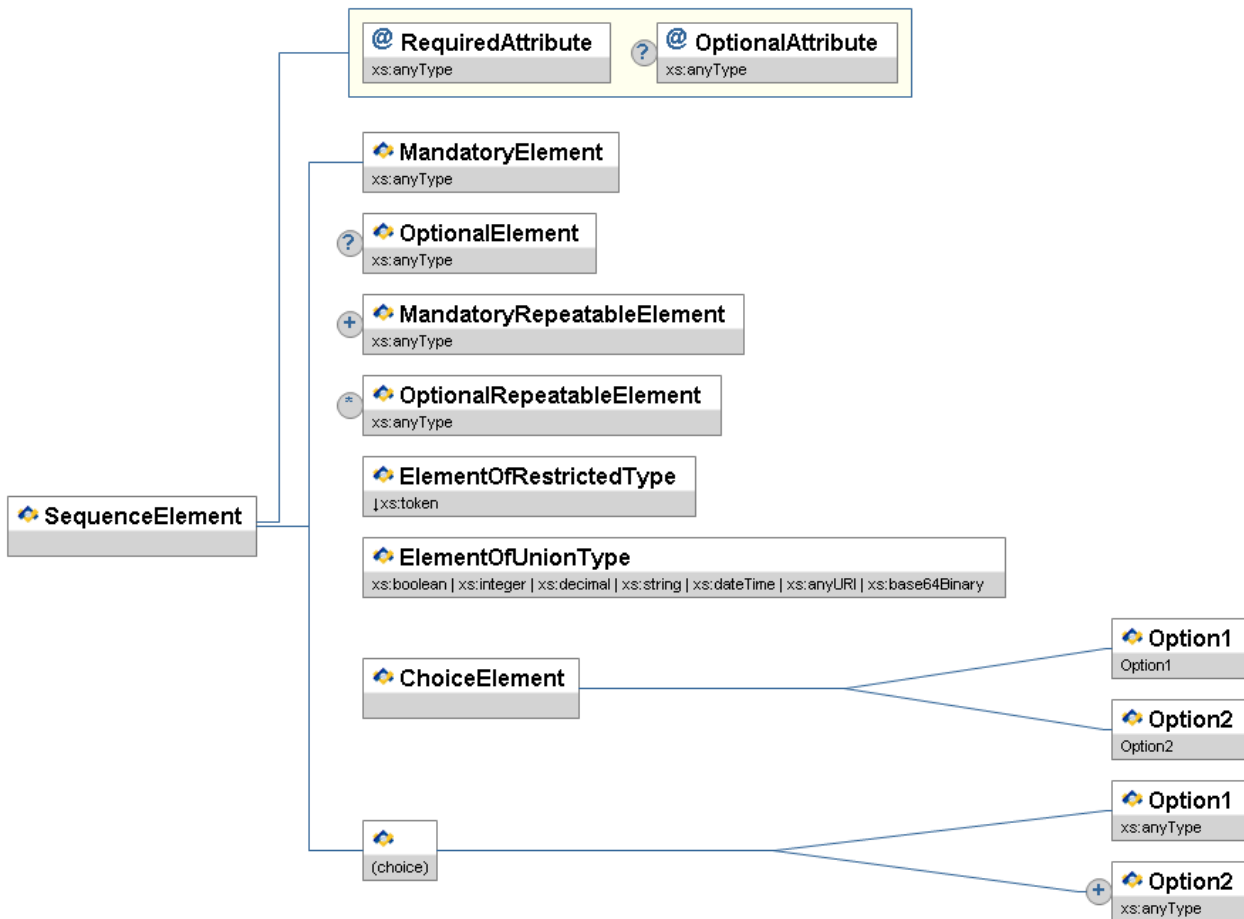 @ RequiredAttribute
xs:anyType
? @ OptionalAttribute
xs:anyType
MandatoryElement
xs:anyType
? OptionalElement
xs:anyType
+ MandatoryRepeatableElement
xs:anyType
* OptionalRepeatableElement
xs:anyType
ElementOfRestrictedType
↓xs:token
SequenceElement
ElementOfUnionType
xs:boolean | xs:integer | xs:decimal | xs:string | xs:dateTime | xs:anyURI | xs:base64Binary
ChoiceElement
Option1
Option1
Option2
Option2
(choice)
Option1
xs:anyType
+ Option2
xs:anyType